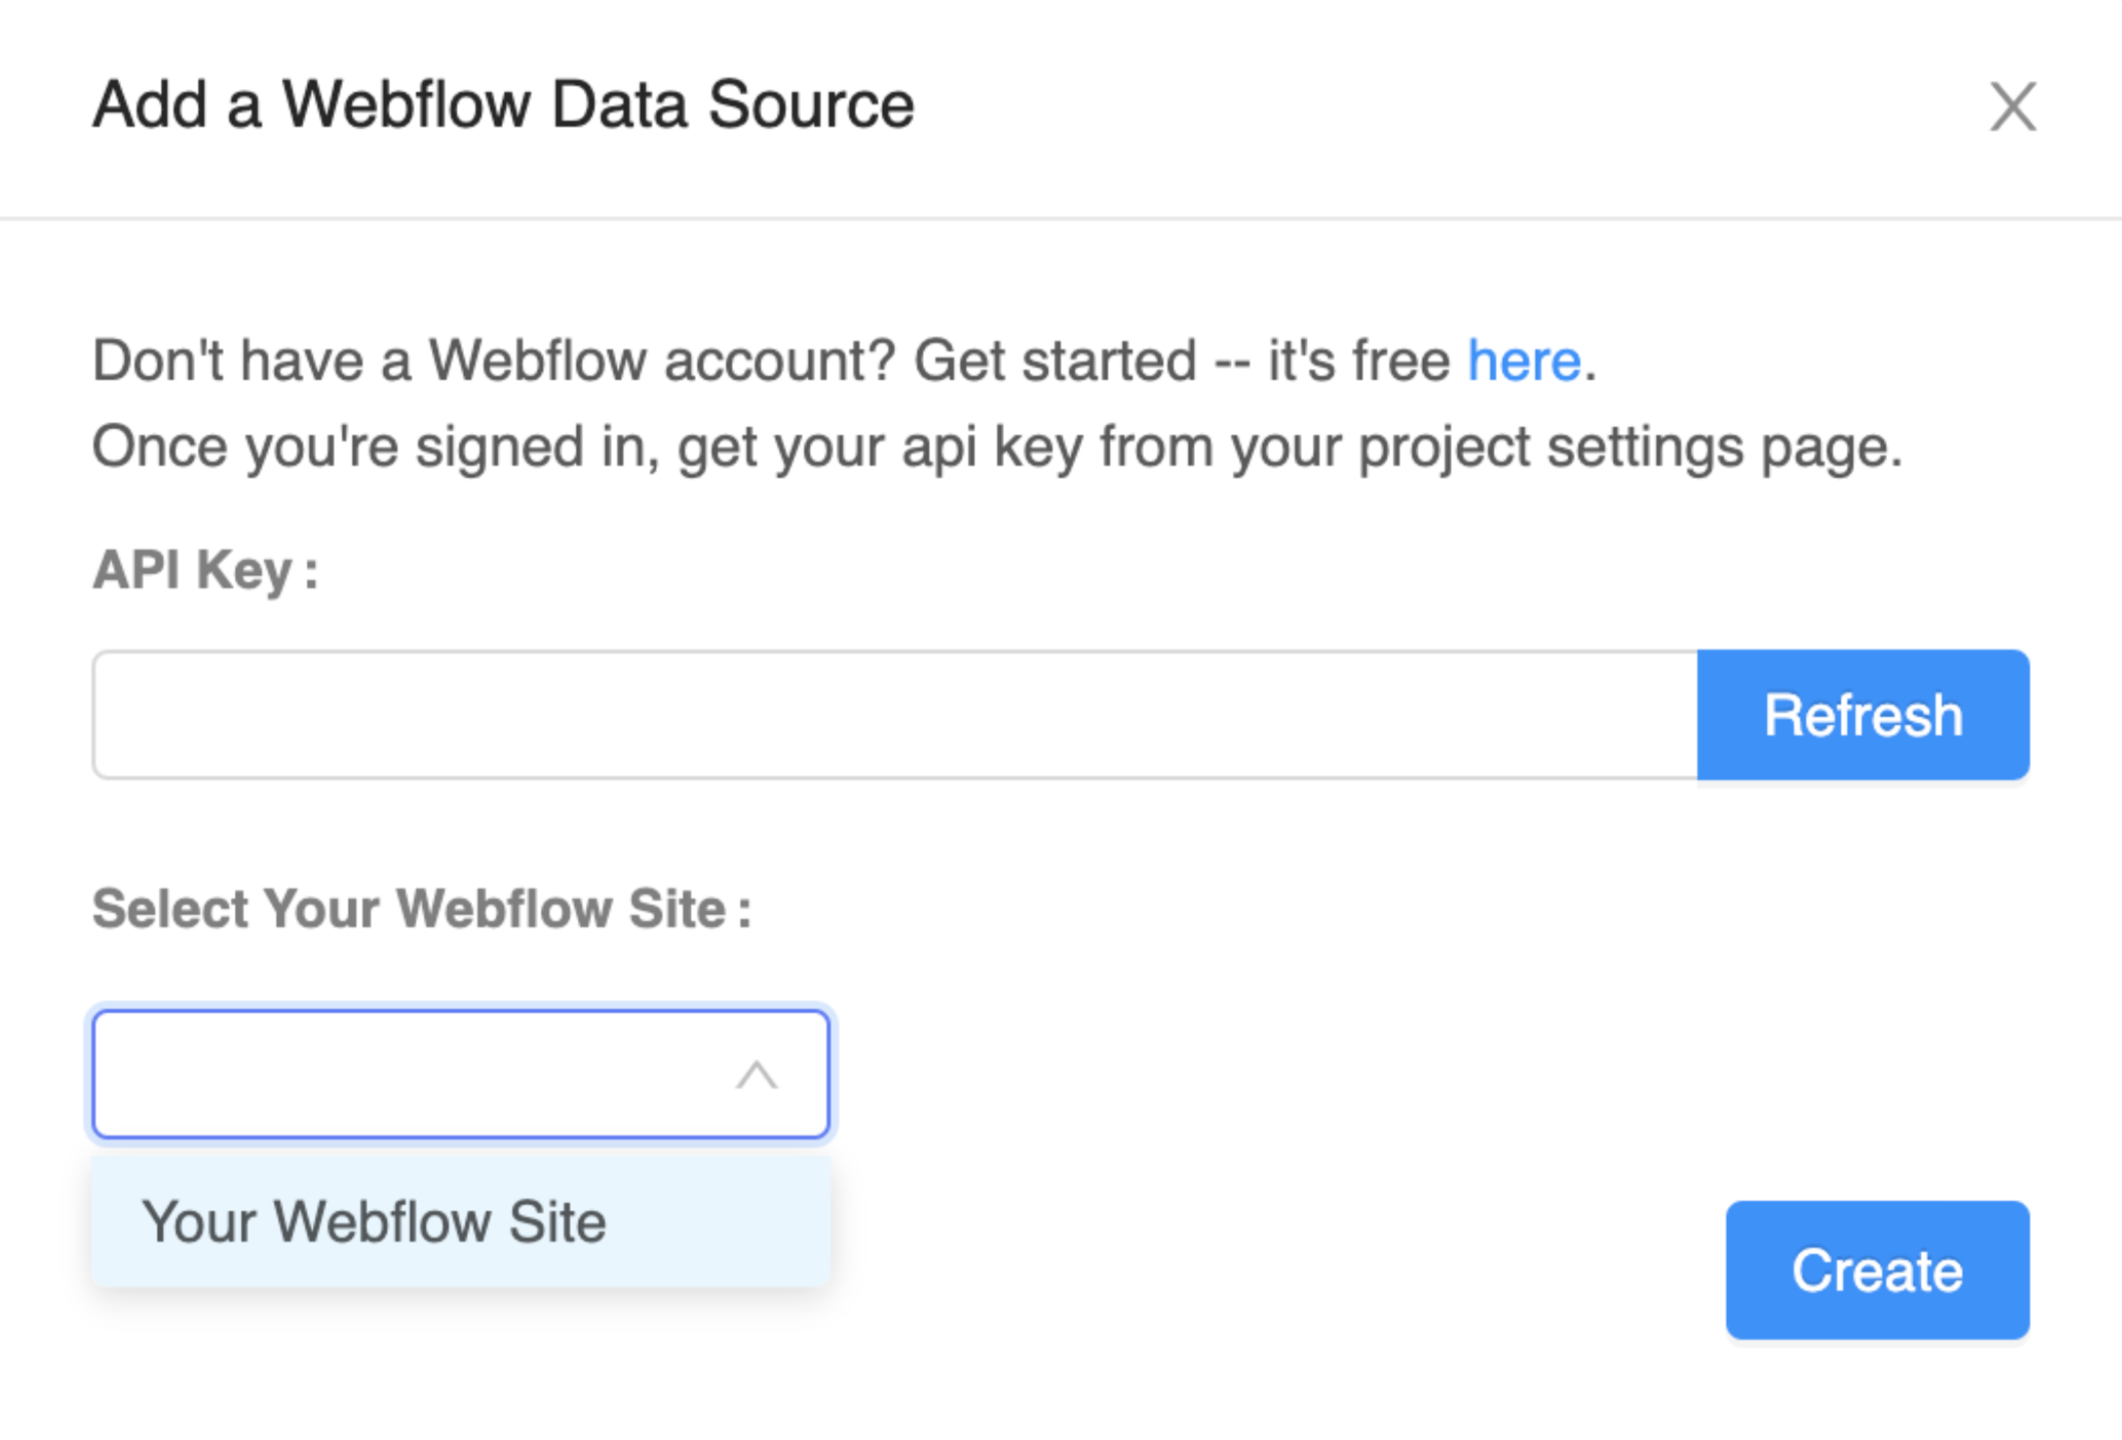 Add a Webflow Data Source
Don't have a Webflow account? Get started -- it's free here.
Once you're signed in, get your api key from your project settings page.
API Key :
Refresh
Select Your Webflow Site :
Your Webflow Site
Create